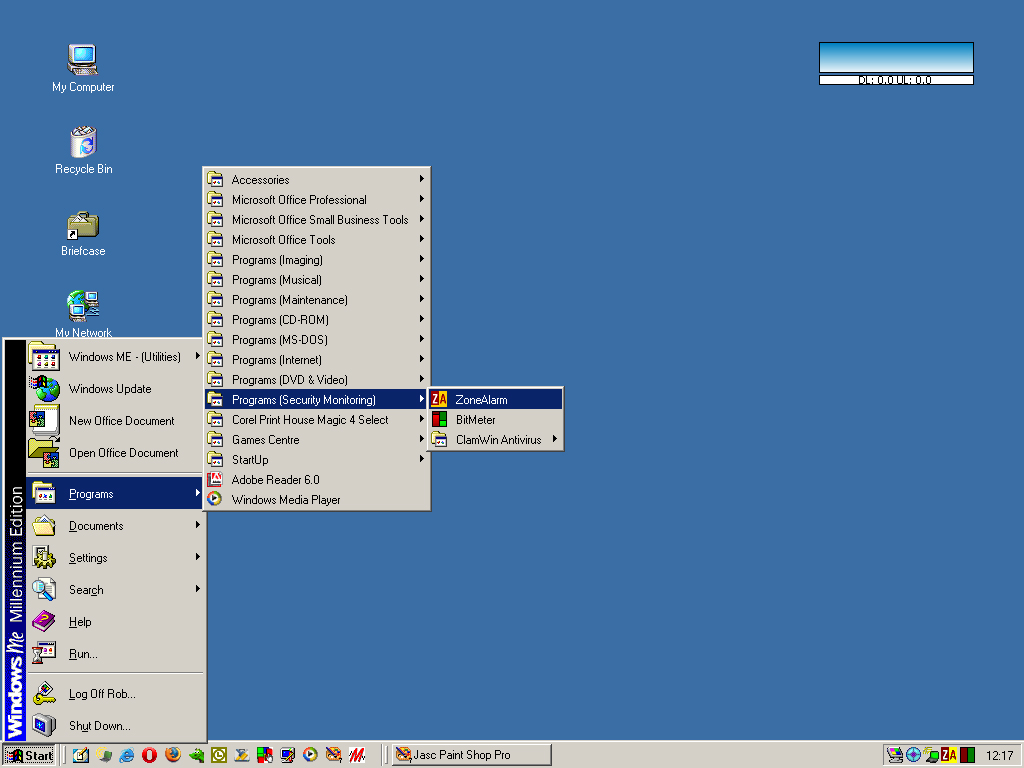 My Computer
DL: 0.0 UL: 0.0
Recycle Bin
Briefcase
My Network
Accessories
Microsoft Office Professional
Microsoft Office Small Business Tools
Microsoft Office Tools
Programs (Imaging)
Programs (Musical)
Programs (Maintenance)
Programs (CD-ROM)
Programs (MS-DOS)
Programs (Internet)
Programs (DVD & Video)
Programs (Security Monitoring)
Corel Print House Magic 4 Select
Games Centre
StartUp
Adobe Reader 6.0
Windows Media Player
ZA ZoneAlarm
BitMeter
ClamWin Antivirus
Windows ME - (Utilities)
Windows Update
New Office Document
Open Office Document
Programs
Documents
Settings
Search
Help
Run...
Log Off Rob...
Shut Down...
Windows Me Millennium Edition
Start
Jasc Paint Shop Pro
ZA
12:17